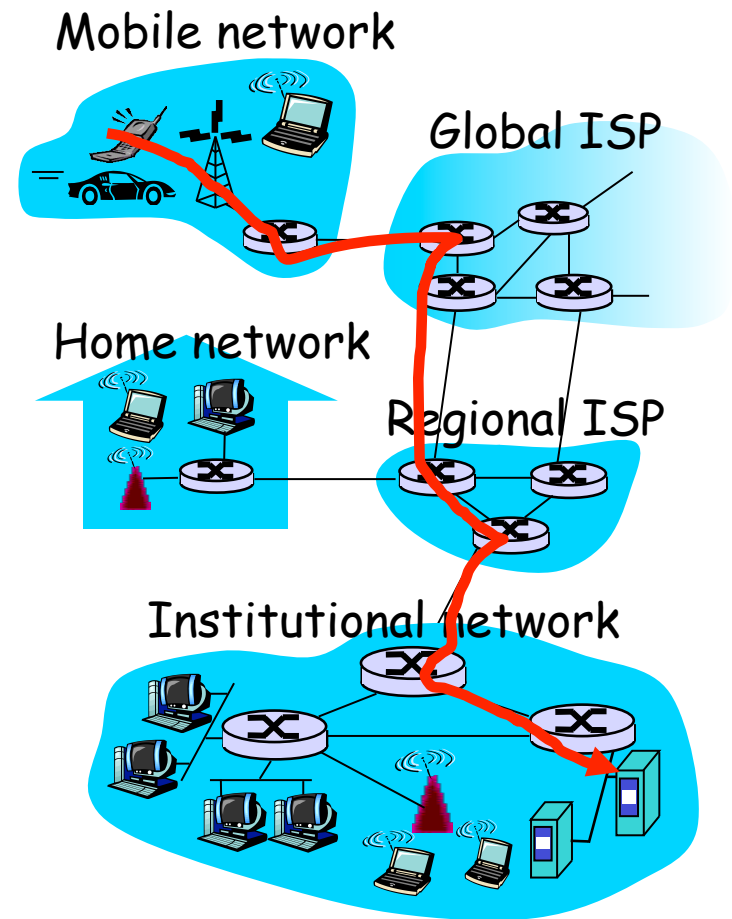 Mobile network
Global ISP
Home network
Regional ISP
Institutional network